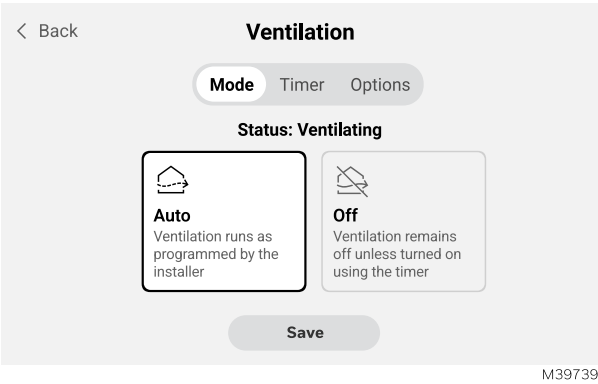 Back
Ventilation
Mode Timer Options
Status: Ventilating
Auto
Ventilation runs as
programmed by the
installer
Off
Ventilation remains
off unless turned on
using the timer
Save
M39739